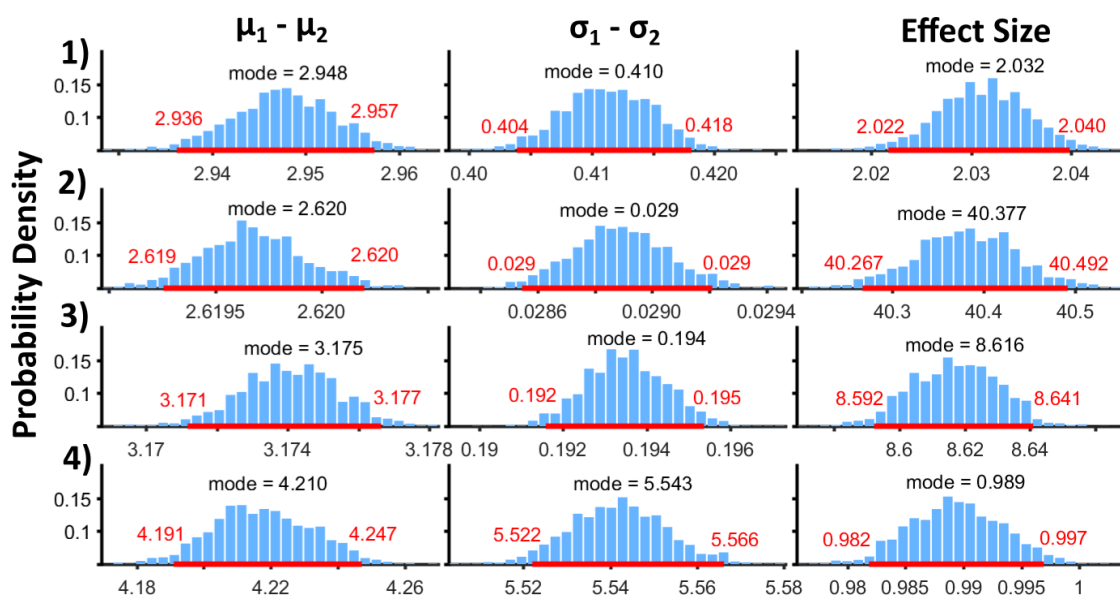 μ₁ - μ₂ σ₁ - σ₂ Effect Size
Probability Density
1)
mode = 2.948
2.936 2.957
0.15
0.1
2.94 2.95 2.96
mode = 0.410
0.404 0.418
0.40 0.41 0.420
mode = 2.032
2.022 2.040
2.02 2.03 2.04
2)
mode = 2.620
2.619 2.620
0.15
0.1
2.6195 2.620
mode = 0.029
0.029 0.029
0.0286 0.0290 0.0294
mode = 40.377
40.267 40.492
40.3 40.4 40.5
3)
mode = 3.175
3.171 3.177
0.15
0.1
3.17 3.174 3.178
mode = 0.194
0.192 0.195
0.19 0.192 0.194 0.196
mode = 8.616
8.592 8.641
8.6 8.62 8.64
4)
mode = 4.210
4.191 4.247
0.15
0.1
4.18 4.22 4.26
mode = 5.543
5.522 5.566
5.52 5.54 5.56 5.58
mode = 0.989
0.982 0.997
0.98 0.985 0.99 0.995 1